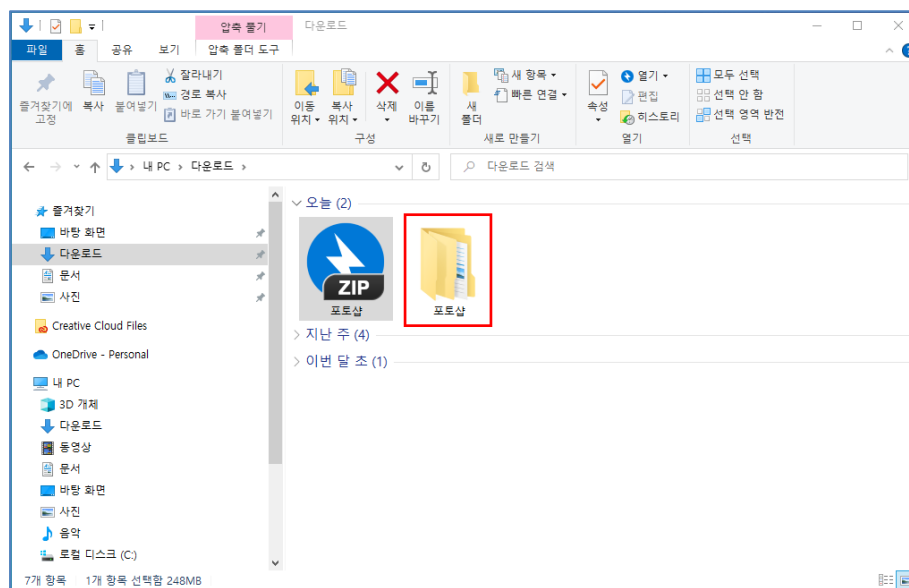 압축 풀기 다운로드
파일 홈 공유 보기 압축 폴더 도구
즐겨찾기에 고정
복사
붙여넣기
잘라내기
경로 복사
바로 가기 붙여넣기
클립보드
이동 위치
복사 위치
삭제
이름 바꾸기
구성
새 폴더
새 항목
빠른 연결
새로 만들기
속성
열기
편집
히스토리
열기
모두 선택
선택 안 함
선택 영역 반전
선택
내 PC > 다운로드 >
다운로드 검색
즐겨찾기
바탕 화면
다운로드
문서
사진
Creative Cloud Files
OneDrive - Personal
내 PC
3D 개체
다운로드
동영상
문서
바탕 화면
사진
음악
로컬 디스크 (C:)
오늘 (2)
ZIP
포토샵
포토샵
지난 주 (4)
이번 달 초 (1)
7개 항목 1개 항목 선택함 248MB